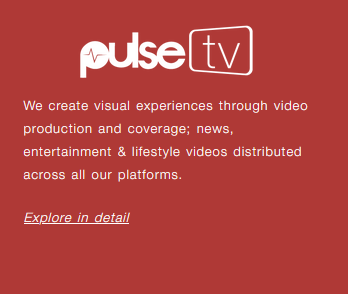 pulse tv
We create visual experiences through video
production and coverage; news,
entertainment & lifestyle videos distributed
across all our platforms.
Explore in detail